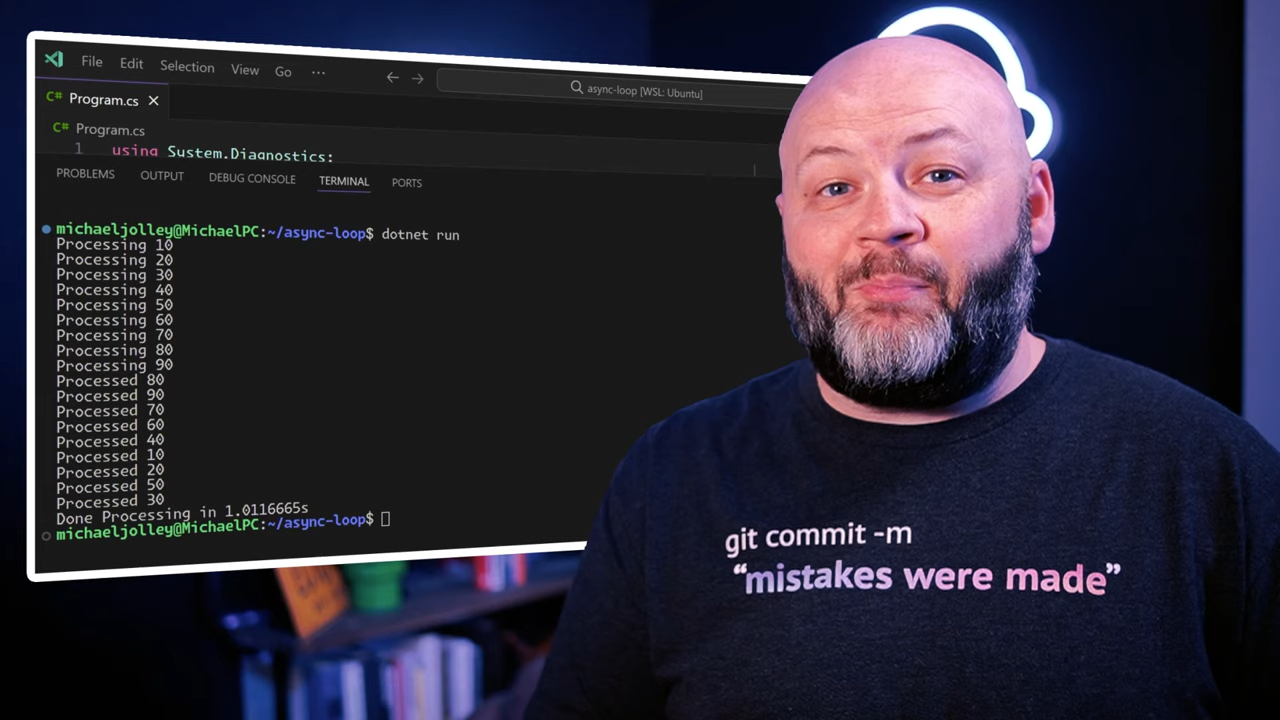 File Edit Selection View Go ...
async-loop [WSL: Ubuntu]
C# Program.cs
C# Program.cs
1 using System.Diagnostics;
PROBLEMS OUTPUT DEBUG CONSOLE TERMINAL PORTS
michaeljolley@MichaelPC:~/async-loop$ dotnet run
Processing 10
Processing 20
Processing 30
Processing 40
Processing 50
Processing 60
Processing 70
Processing 80
Processing 90
Processed 80
Processed 90
Processed 70
Processed 60
Processed 40
Processed 10
Processed 20
Processed 50
Processed 30
Done Processing in 1.0116665s
michaeljolley@MichaelPC:~/async-loop$
git commit -m
“mistakes were made”